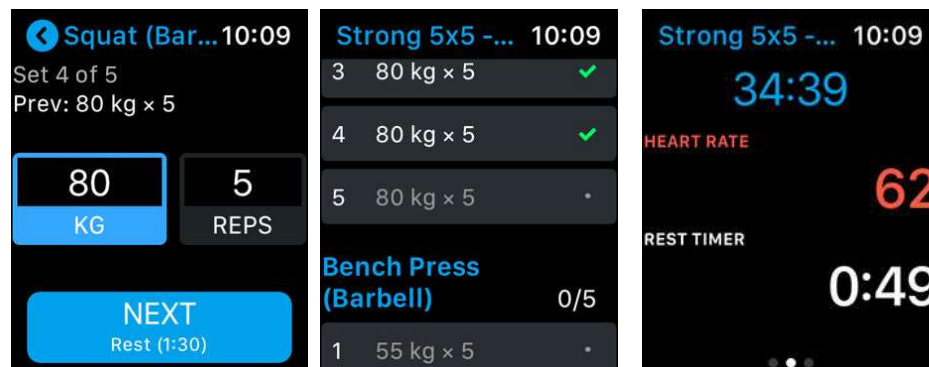 Squat (Bar... 10:09
Set 4 of 5
Prev: 80 kg × 5
80
KG
5
REPS
NEXT
Rest (1:30)
Strong 5x5 -... 10:09
3 80 kg × 5
4 80 kg × 5
5 80 kg × 5
Bench Press
(Barbell) 0/5
1 55 kg × 5
Strong 5x5 -... 10:09
34:39
HEART RATE
62
REST TIMER
0:49